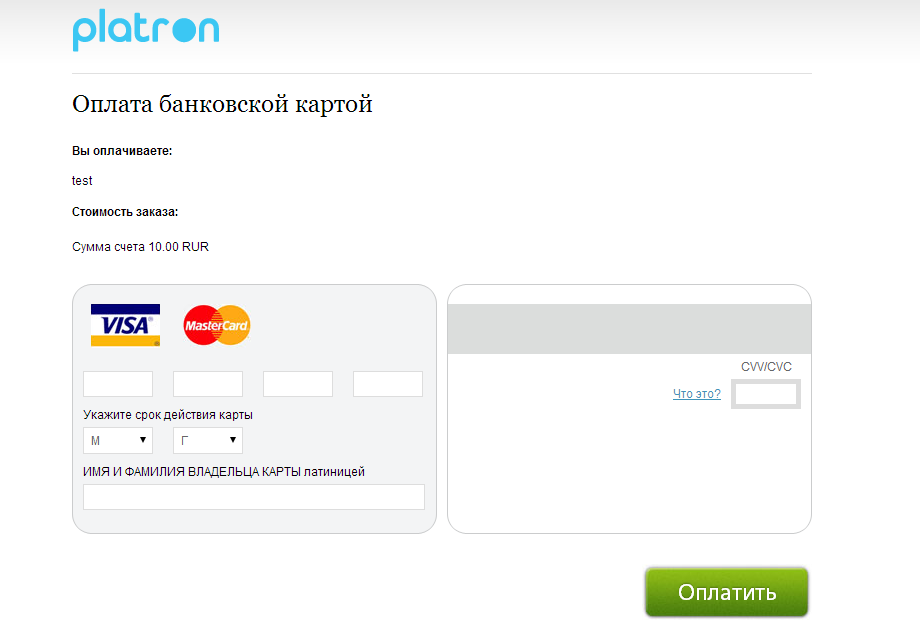 platron
Оплата банковской картой
Вы оплачиваете:
test
Стоимость заказа:
Сумма счета 10.00 RUR
VISA MasterCard
CVV/CVC
Что это?
Укажите срок действия карты
М Г
ИМЯ И ФАМИЛИЯ ВЛАДЕЛЬЦА КАРТЫ латиницей
Оплатить